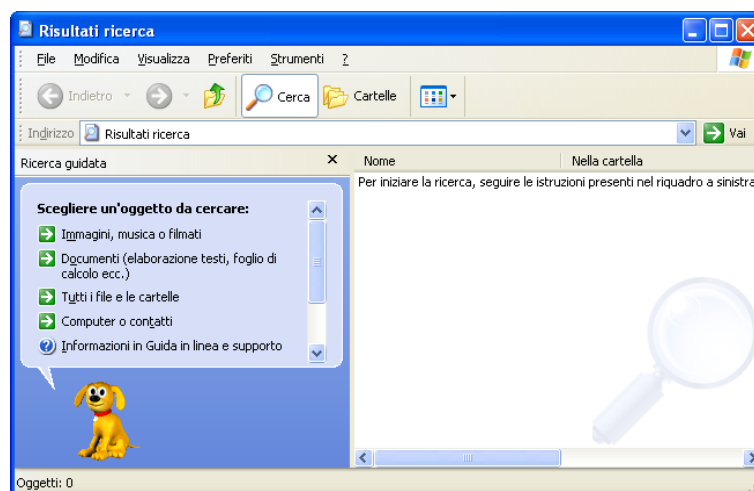 Risultati ricerca
File Modifica Visualizza Preferiti Strumenti ?
Indietro Cerca Cartelle
Indirizzo Risultati ricerca Vai
Ricerca guidata
Nome Nella cartella
Per iniziare la ricerca, seguire le istruzioni presenti nel riquadro a sinistra
Scegliere un'oggetto da cercare:
Immagini, musica o filmati
Documenti (elaborazione testi, foglio di
calcolo ecc.)
Tutti i file e le cartelle
Computer o contatti
Informazioni in Guida in linea e supporto
Oggetti: 0